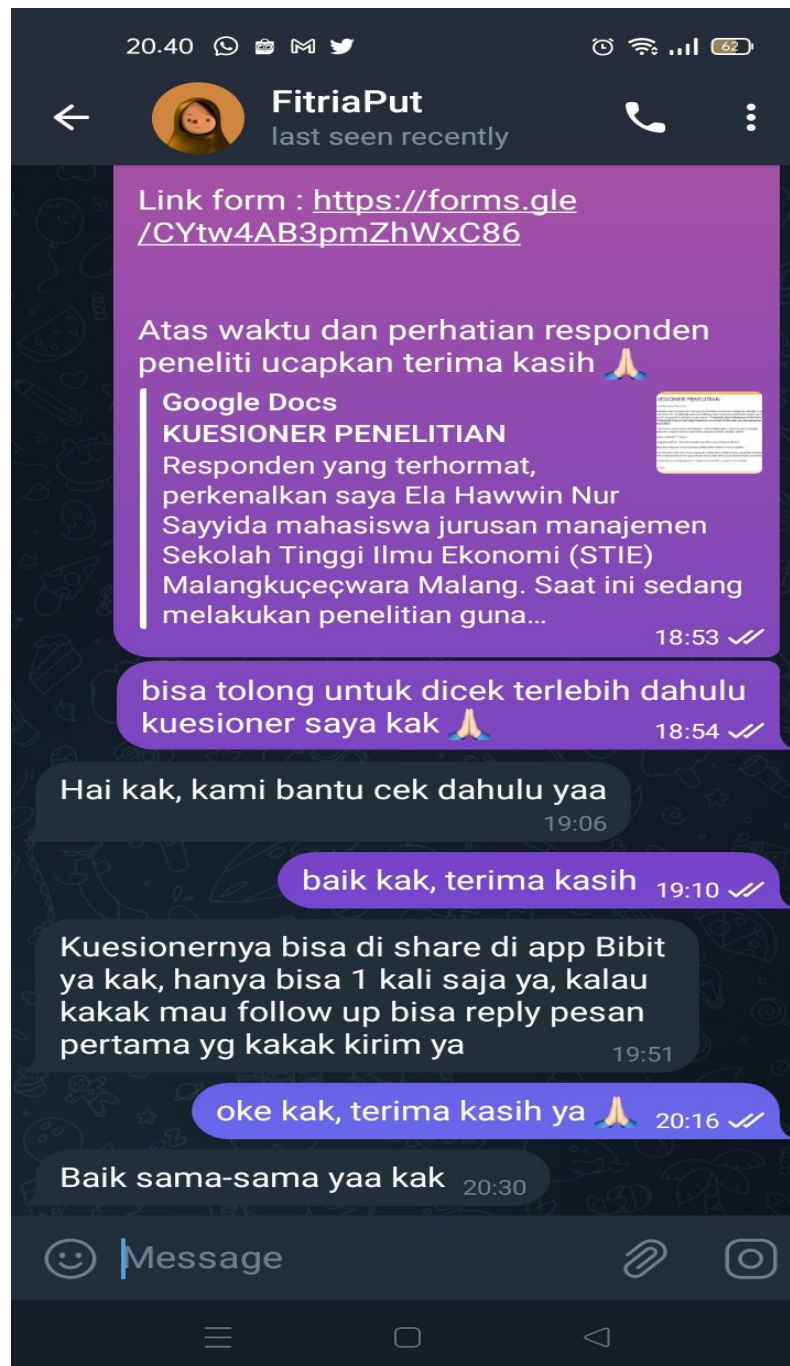 20.40
62
FitriaPut
last seen recently
Link form : https://forms.gle
/CYtw4AB3pmZhWxC86
Atas waktu dan perhatian responden
peneliti ucapkan terima kasih 🙏🏻
Google Docs
KUESIONER PENELITIAN
Responden yang terhormat,
perkenalkan saya Ela Hawwin Nur
Sayyida mahasiswa jurusan manajemen
Sekolah Tinggi Ilmu Ekonomi (STIE)
Malangkuçeçwara Malang. Saat ini sedang
melakukan penelitian guna...
18:53
bisa tolong untuk dicek terlebih dahulu
kuesioner saya kak 🙏🏻 18:54
Hai kak, kami bantu cek dahulu yaa
19:06
baik kak, terima kasih 19:10
Kuesionernya bisa di share di app Bibit
ya kak, hanya bisa 1 kali saja ya, kalau
kakak mau follow up bisa reply pesan
pertama yg kakak kirim ya 19:51
oke kak, terima kasih ya 🙏🏻 20:16
Baik sama-sama yaa kak 20:30
Message